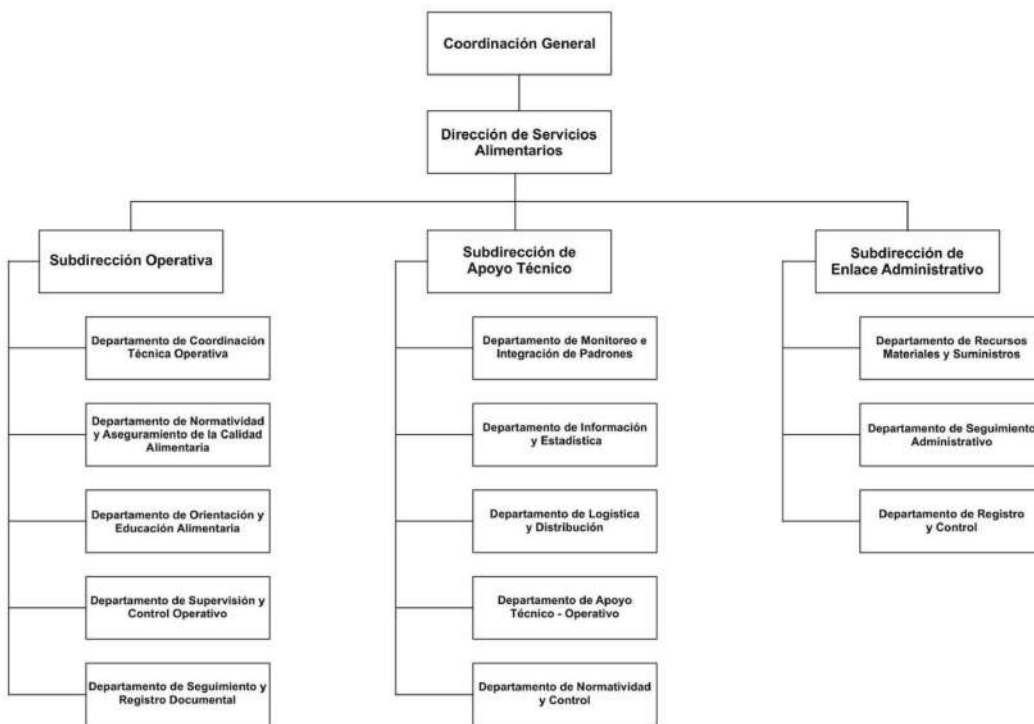 Coordinación General
Dirección de Servicios
Alimentarios
Subdirección Operativa
Departamento de Coordinación
Técnica Operativa
Departamento de Normatividad
y Aseguramiento de la Calidad
Alimentaria
Departamento de Orientación y
Educación Alimentaria
Departamento de Supervisión y
Control Operativo
Departamento de Seguimiento y
Registro Documental
Subdirección de
Apoyo Técnico
Departamento de Monitoreo e
Integración de Padrones
Departamento de Información
y Estadística
Departamento de Logística
y Distribución
Departamento de Apoyo
Técnico - Operativo
Departamento de Normatividad
y Control
Subdirección de
Enlace Administrativo
Departamento de Recursos
Materiales y Suministros
Departamento de Seguimiento
Administrativo
Departamento de Registro
y Control